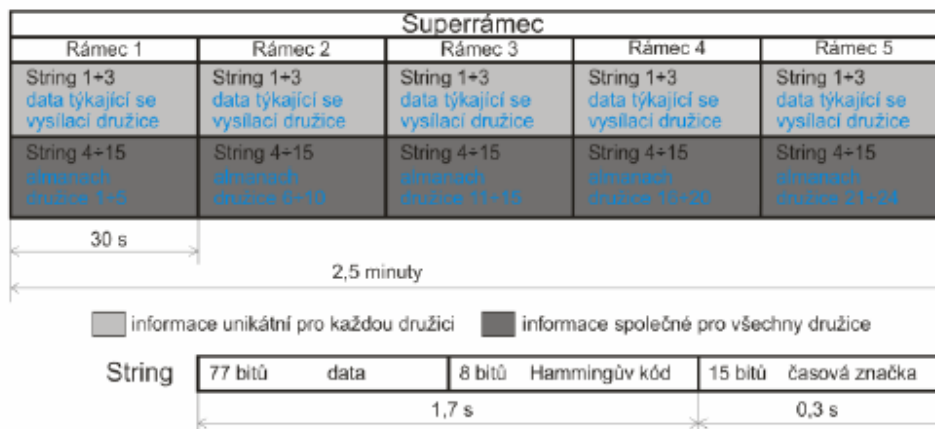 Superrámec
Rámec 1 Rámec 2 Rámec 3 Rámec 4 Rámec 5
String 1÷3 String 1÷3 String 1÷3 String 1÷3 String 1÷3
data týkající se data týkající se data týkající se data týkající se data týkající se
vysílací družice vysílací družice vysílací družice vysílací družice vysílací družice
String 4÷15 String 4÷15 String 4÷15 String 4÷15 String 4÷15
almanach almanach almanach almanach almanach
družice 1÷5 družice 6÷10 družice 11÷15 družice 16÷20 družice 21÷24
30 s
2,5 minuty
informace unikátní pro každou družici informace společné pro všechny družice
String 77 bitů data 8 bitů Hammingův kód 15 bitů časová značka
1,7 s 0,3 s